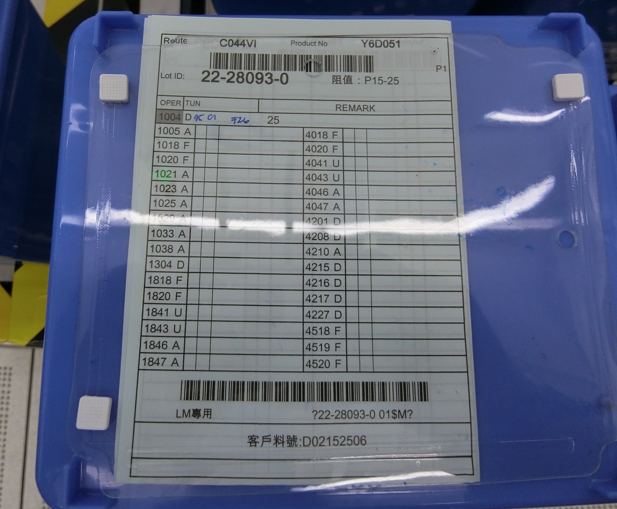 Route C044VI Product No Y6D051
P1
Lot ID: 22-28093-0 阻值：P15-25
OPER TUN REMARK
1004 D 01 25
1005 A
1018 F 4018 F
1020 F 4020 F
1021 A 4041 U
1023 A 4043 U
1025 A 4046 A
4047 A
1033 A 4201 D
1038 A 4208 D
1304 D 4210 A
1818 F 4215 D
1820 F 4216 D
1841 U 4217 D
1843 U 4227 D
1846 A 4518 F
1847 A 4519 F
4520 F
LM專用 ?22-28093-0 01$M?
客戶料號:D02152506